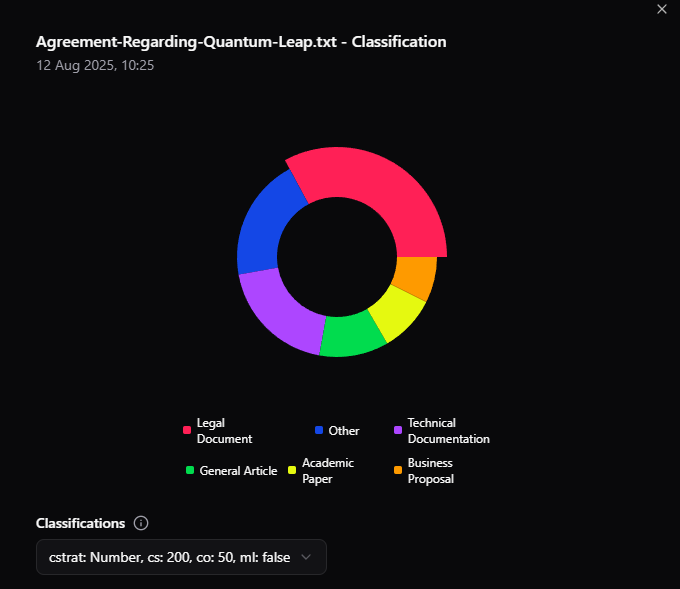 Agreement-Regarding-Quantum-Leap.txt - Classification
12 Aug 2025, 10:25
Legal
Document
Other
Technical
Documentation
General Article
Academic
Paper
Business
Proposal
Classifications
cstrat: Number, cs: 200, co: 50, ml: false